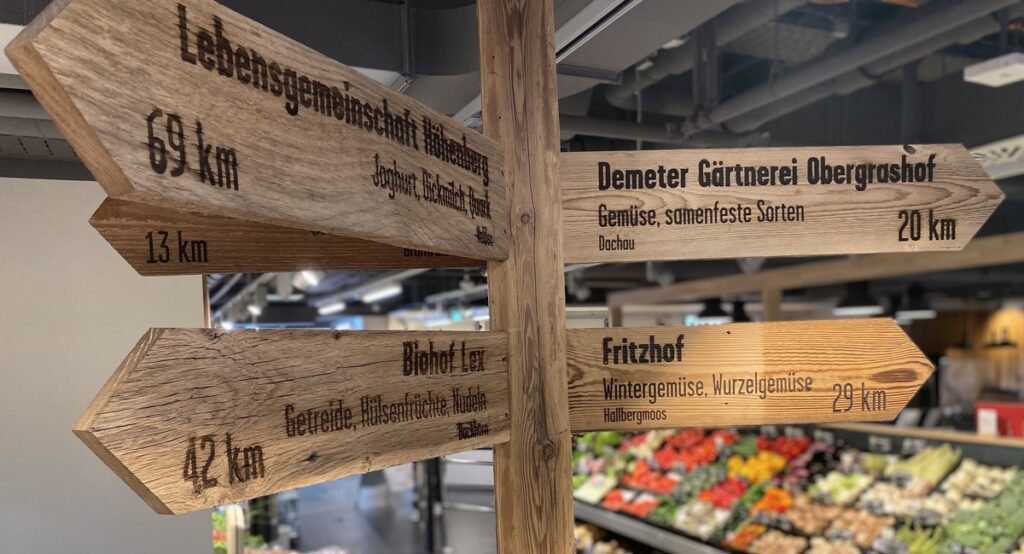 Lebensgemeinschaft Höhenberg
Joghurt, Dickmilch, Quark
69 km
13 km
Biohof Lex
Getreide, Hülsenfrüchte, Nudeln
42 km
Demeter Gärtnerei Obergrashof
Gemüse, samenfeste Sorten
Dachau
20 km
Fritzhof
Wintergemüse, Wurzelgemüse
Hallbergmoos
29 km